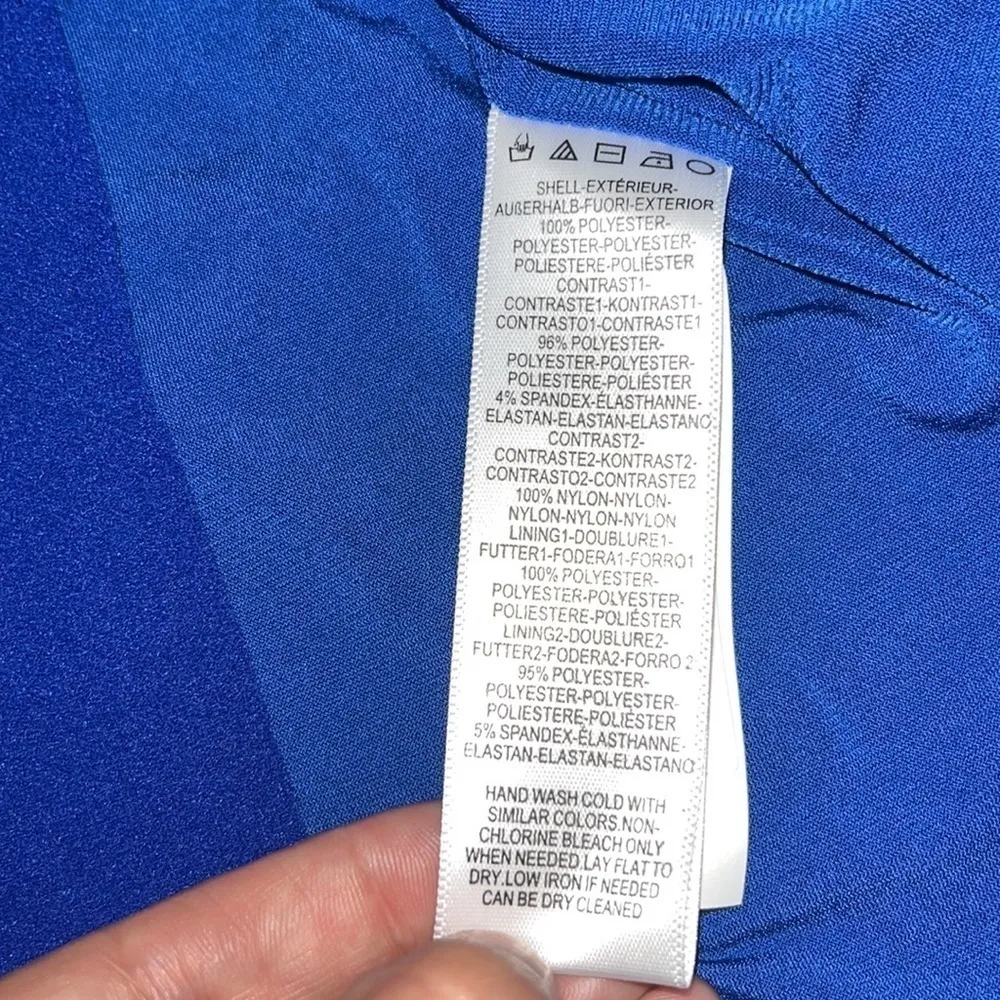 SHELL-EXTÉRIEUR-
AUßERHALB-FUORI-EXTERIOR
100% POLYESTER-
POLYESTER-POLYESTER-
POLIESTERE-POLIÉSTER
CONTRAST1-
CONTRASTE1-KONTRAST1-
CONTRASTO1-CONTRASTE1
96% POLYESTER-
POLYESTER-POLYESTER-
POLIESTERE-POLIÉSTER
4% SPANDEX-ÉLASTHANNE-
ELASTAN-ELASTAN-ELASTANO
CONTRAST2-
CONTRASTE2-KONTRAST2-
CONTRASTO2-CONTRASTE2
100% NYLON-NYLON-
NYLON-NYLON-NYLON
LINING1-DOUBLURE1-
FUTTER1-FODERA1-FORRO1
100% POLYESTER-
POLYESTER-POLYESTER-
POLIESTERE-POLIÉSTER
LINING2-DOUBLURE2-
FUTTER2-FODERA2-FORRO 2
95% POLYESTER-
POLYESTER-POLYESTER-
POLIESTERE-POLIÉSTER
5% SPANDEX-ÉLASTHANNE-
ELASTAN-ELASTAN-ELASTANO
HAND WASH COLD WITH
SIMILAR COLORS.NON-
CHLORINE BLEACH ONLY
WHEN NEEDED.LAY FLAT TO
DRY.LOW IRON IF NEEDED
CAN BE DRY CLEANED